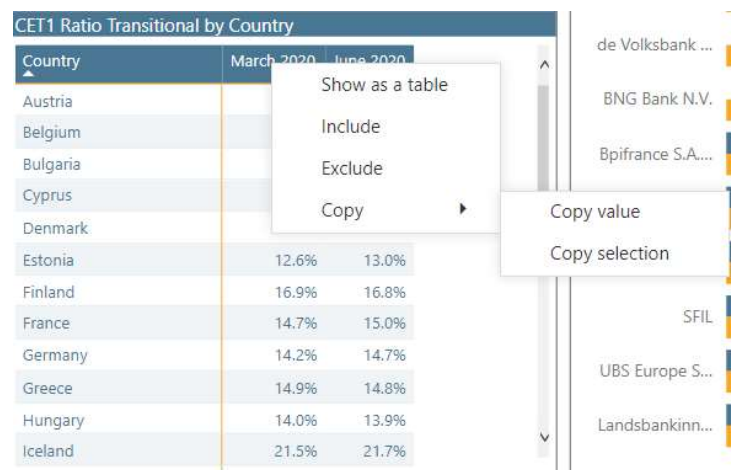 CET1 Ratio Transitional by Country
Country March 2020 June 2020
Austria
Belgium
Bulgaria
Cyprus
Denmark
Estonia 12.6% 13.0%
Finland 16.9% 16.8%
France 14.7% 15.0%
Germany 14.2% 14.7%
Greece 14.9% 14.8%
Hungary 14.0% 13.9%
Iceland 21.5% 21.7%
Show as a table
Include
Exclude
Copy
Copy value
Copy selection
de Volksbank ...
BNG Bank N.V.
Bpifrance S.A....
SFIL
UBS Europe S...
Landsbankinn...